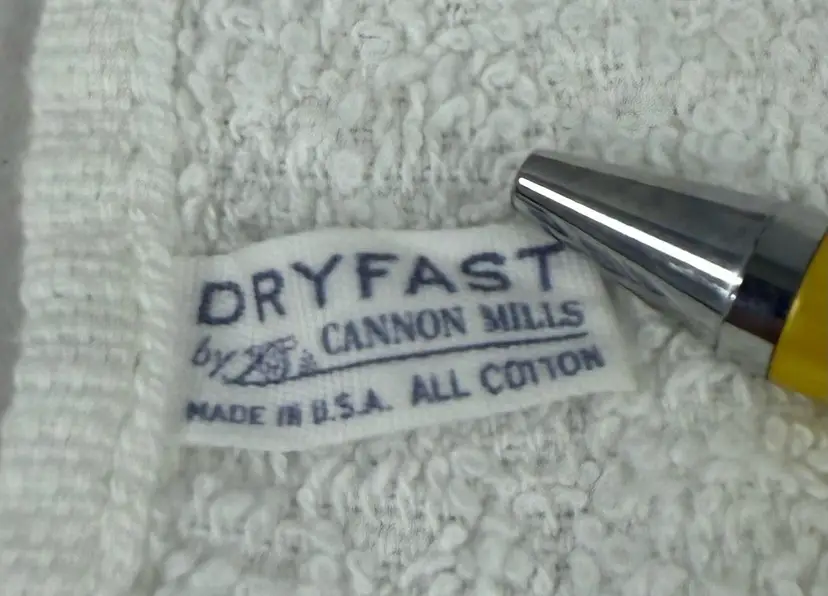 DRYFAST
by CANNON MILLS
MADE IN U.S.A. ALL COTTON